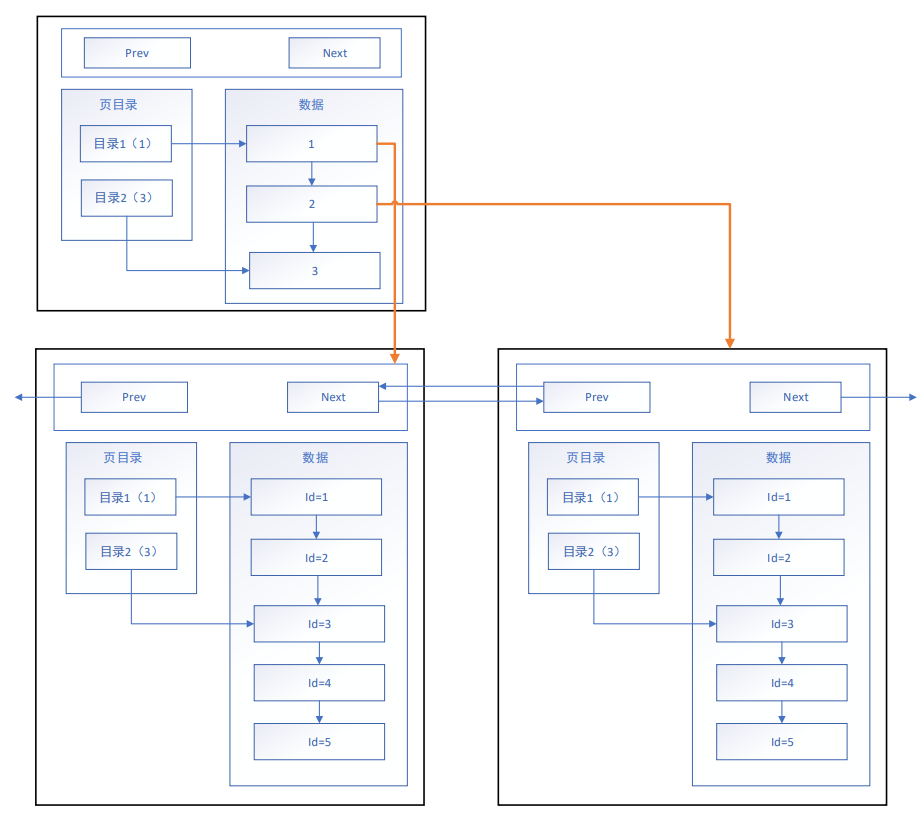 Prev
Next
页目录
数据
目录1（1）
1
目录2（3）
2
3
Prev
Next
页目录
数据
目录1（1）
Id=1
目录2（3）
Id=2
Id=3
Id=4
Id=5
Prev
Next
页目录
数据
目录1（1）
Id=1
目录2（3）
Id=2
Id=3
Id=4
Id=5